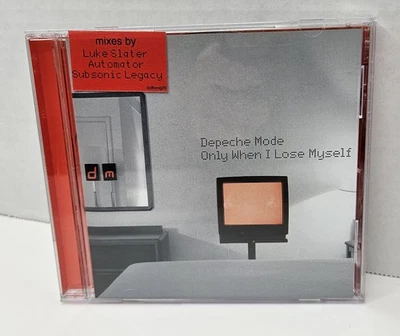 mixes by
Luke Slater
Automator
Subsonic Legacy
Depeche Mode
Only When I Lose Myself
d m